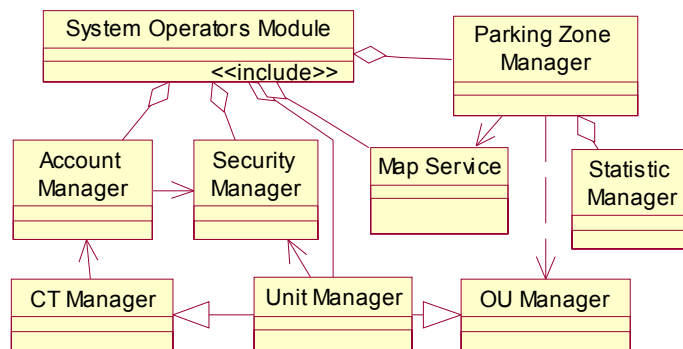 System Operators Module
<<include>>
Parking Zone
Manager
Account
Manager
Security
Manager
Map Service
Statistic
Manager
CT Manager
Unit Manager
OU Manager